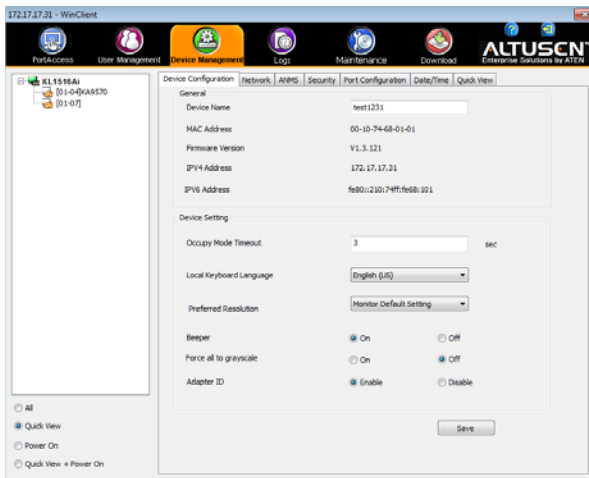 172.17.17.31 - WinClient
PortAccess User Management Device Management Logs Maintenance Download
ALTUSCN
Enterprise Solutions by ATEN
KL1516Ai
[01-04]KA9570
[01-07]
Device Configuration Network ANMS Security Port Configuration Date/Time Quick View
General
Device Name test1231
MAC Address 00-10-74-68-01-01
Firmware Version V1.3.121
IPV4 Address 172.17.17.31
IPV6 Address fe80::210:74ff:fe68:101
Device Setting
Occupy Mode Timeout 3 sec
Local Keyboard Language English (US)
Preferred Resolution Monitor Default Setting
Beeper On Off
Force all to grayscale On Off
Adapter ID Enable Disable
Save
All
Quick View
Power On
Quick View + Power On